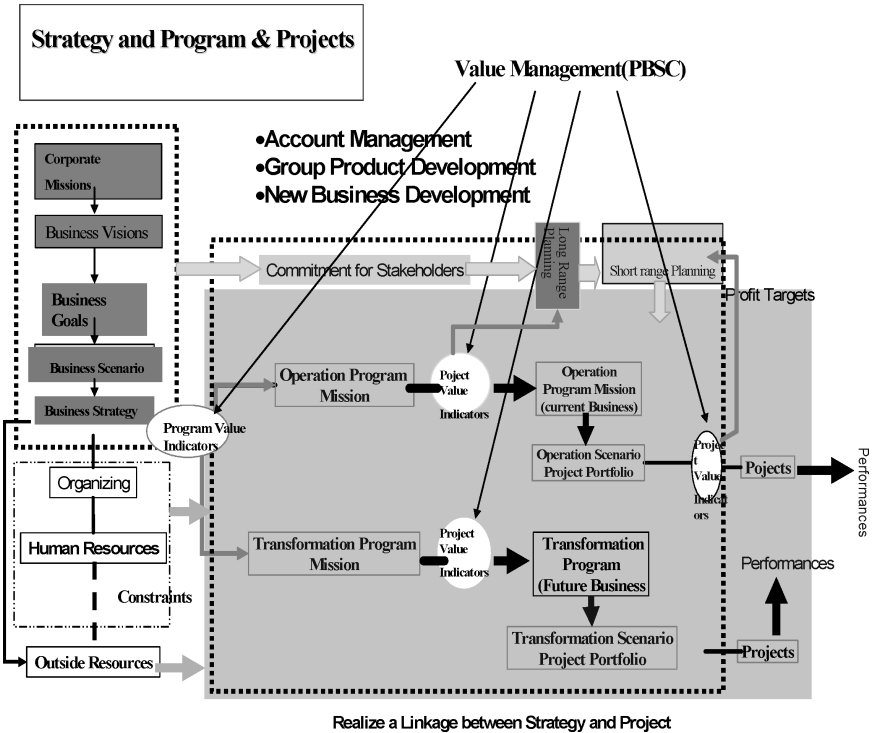 Strategy and Program & Projects
Value Management(PBSC)
•Account Management
•Group Product Development
•New Business Development
Corporate
Missions
Business Visions
Business
Goals
Business Scenario
Business Strategy
Commitment for Stakeholders
Long Range
Planning
Short range Planning
Profit Targets
Operation Program
Mission
Poject
Value
Indicators
Operation
Program Mission
(current Business)
Program Value
Indicators
Operation Scenario
Project Portfolio
Projec
t
Value
Indicat
ors
Pojects
Performances
Organizing
Human Resources
Constraints
Outside Resources
Transformation Program
Mission
Project
Value
Indicators
Transformation
Program
(Future Business
Transformation Scenario
Project Portfolio
Performances
Projects
Realize a Linkage between Strategy and Project